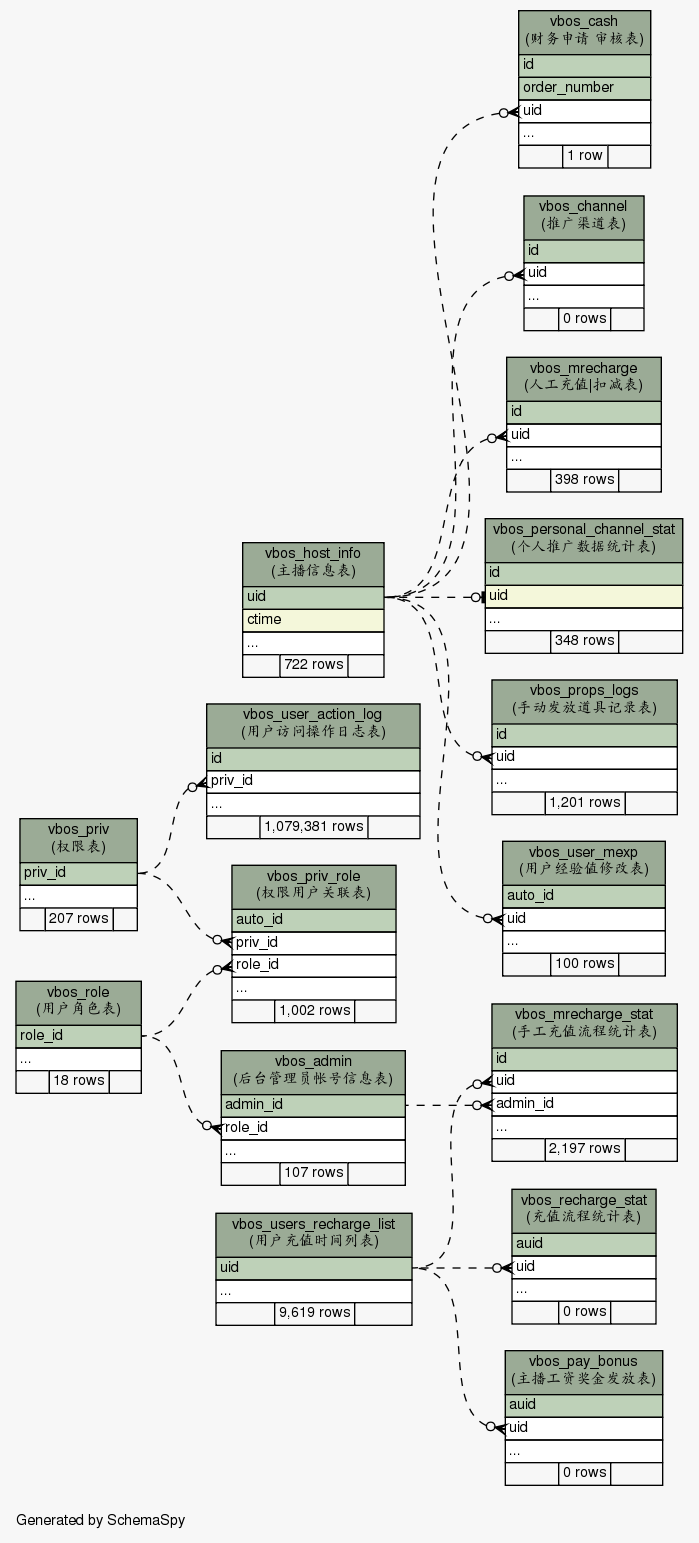 vbos_cash
(财务申请 审核表)
id
order_number
uid
...
1 row
vbos_channel
(推广渠道表)
id
uid
...
0 rows
vbos_mrecharge
(人工充值|扣减表)
id
uid
...
398 rows
vbos_personal_channel_stat
(个人推广数据统计表)
id
uid
...
348 rows
vbos_host_info
(主播信息表)
uid
ctime
...
722 rows
vbos_props_logs
(手动发放道具记录表)
id
uid
...
1,201 rows
vbos_user_action_log
(用户访问操作日志表)
id
priv_id
...
1,079,381 rows
vbos_priv
(权限表)
priv_id
...
207 rows
vbos_user_mexp
(用户经验值修改表)
auto_id
uid
...
100 rows
vbos_priv_role
(权限用户关联表)
auto_id
priv_id
role_id
...
1,002 rows
vbos_role
(用户角色表)
role_id
...
18 rows
vbos_mrecharge_stat
(手工充值流程统计表)
id
uid
admin_id
...
2,197 rows
vbos_admin
(后台管理员帐号信息表)
admin_id
role_id
...
107 rows
vbos_recharge_stat
(充值流程统计表)
auid
uid
...
0 rows
vbos_users_recharge_list
(用户充值时间列表)
uid
...
9,619 rows
vbos_pay_bonus
(主播工资奖金发放表)
auid
uid
...
0 rows
Generated by SchemaSpy